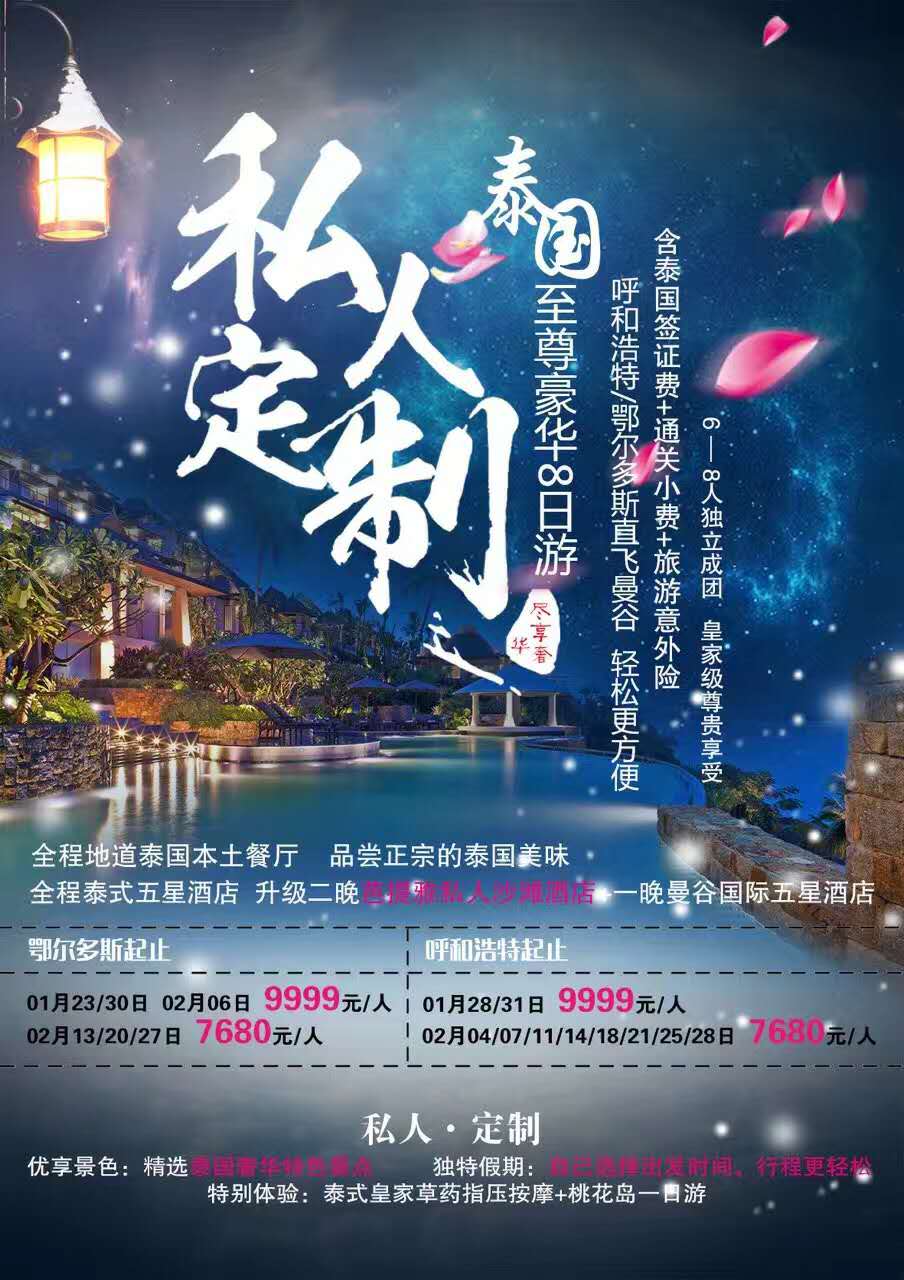 私人
定制之
泰国至尊豪华8日游
尽享奢华
呼和浩特/鄂尔多斯直飞曼谷 轻松更方便
含泰国签证费+通关小费+旅游意外险
6—8人独立成团 皇家级尊贵享受
全程地道泰国本土餐厅 品尝正宗的泰国美味
全程泰式五星酒店 升级二晚芭提雅私人沙滩酒店+一晚曼谷国际五星酒店
鄂尔多斯起止
01月23/30日 02月06日 9999元/人
02月13/20/27日 7680元/人
呼和浩特起止
01月28/31日 9999元/人
02月04/07/11/14/18/21/25/28日 7680元/人
私人·定制
优享景色：精选泰国奢华特色景点 独特假期：自己选择出发时间、行程更轻松
特别体验：泰式皇家草药指压按摩+桃花岛一日游